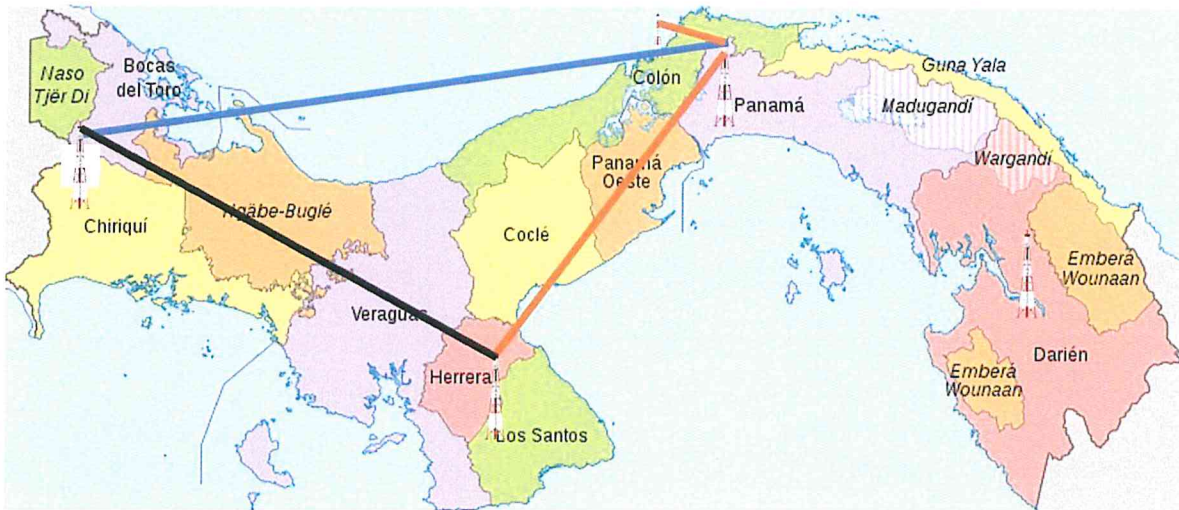 Naso
Tjër Di
Bocas
del Toro
Chiriquí
Ngäbe-Buglé
Veraguas
Herrera
Los Santos
Coclé
Colón
Panamá
Oeste
Panamá
Guna Yala
Madugandí
Wargandí
Emberá
Wounaan
Darién
Emberá
Wounaan